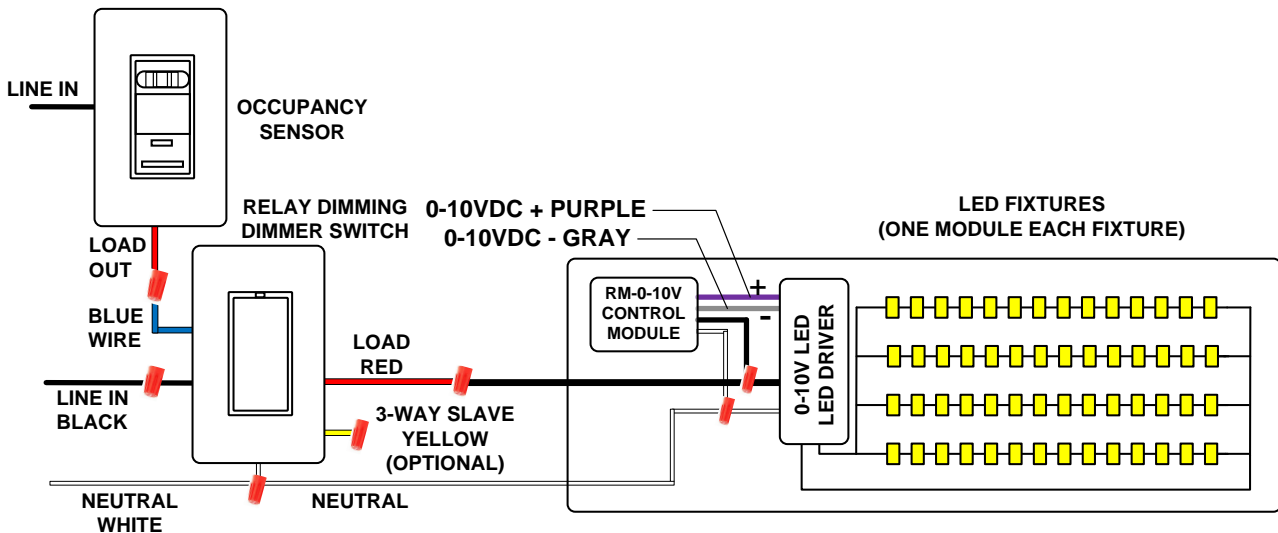 LINE IN
OCCUPANCY
SENSOR
LOAD
OUT
RELAY DIMMING
DIMMER SWITCH
BLUE
WIRE
LINE IN
BLACK
LOAD
RED
3-WAY SLAVE
YELLOW
(OPTIONAL)
NEUTRAL
WHITE
NEUTRAL
0-10VDC + PURPLE
0-10VDC - GRAY
LED FIXTURES
(ONE MODULE EACH FIXTURE)
RM-0-10V
CONTROL
MODULE
+
-
0-10V LED
LED DRIVER